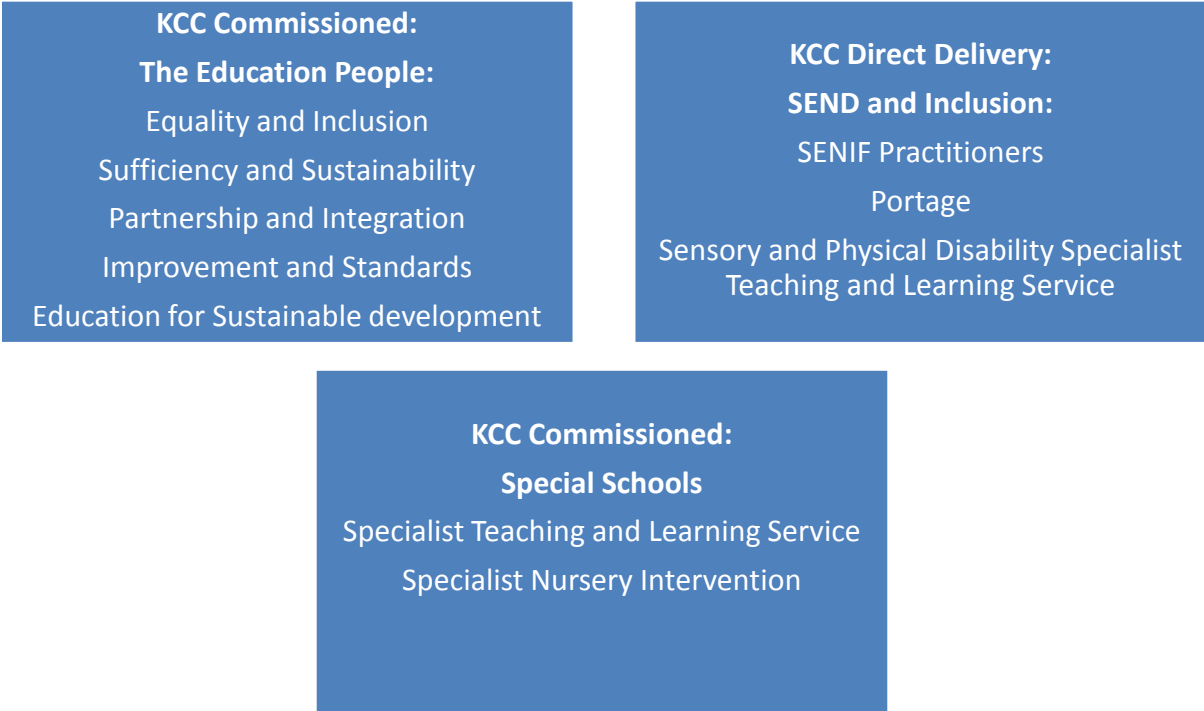 KCC Commissioned:
The Education People:
Equality and Inclusion
Sufficiency and Sustainability
Partnership and Integration
Improvement and Standards
Education for Sustainable development
KCC Direct Delivery:
SEND and Inclusion:
SENIF Practitioners
Portage
Sensory and Physical Disability Specialist
Teaching and Learning Service
KCC Commissioned:
Special Schools
Specialist Teaching and Learning Service
Specialist Nursery Intervention